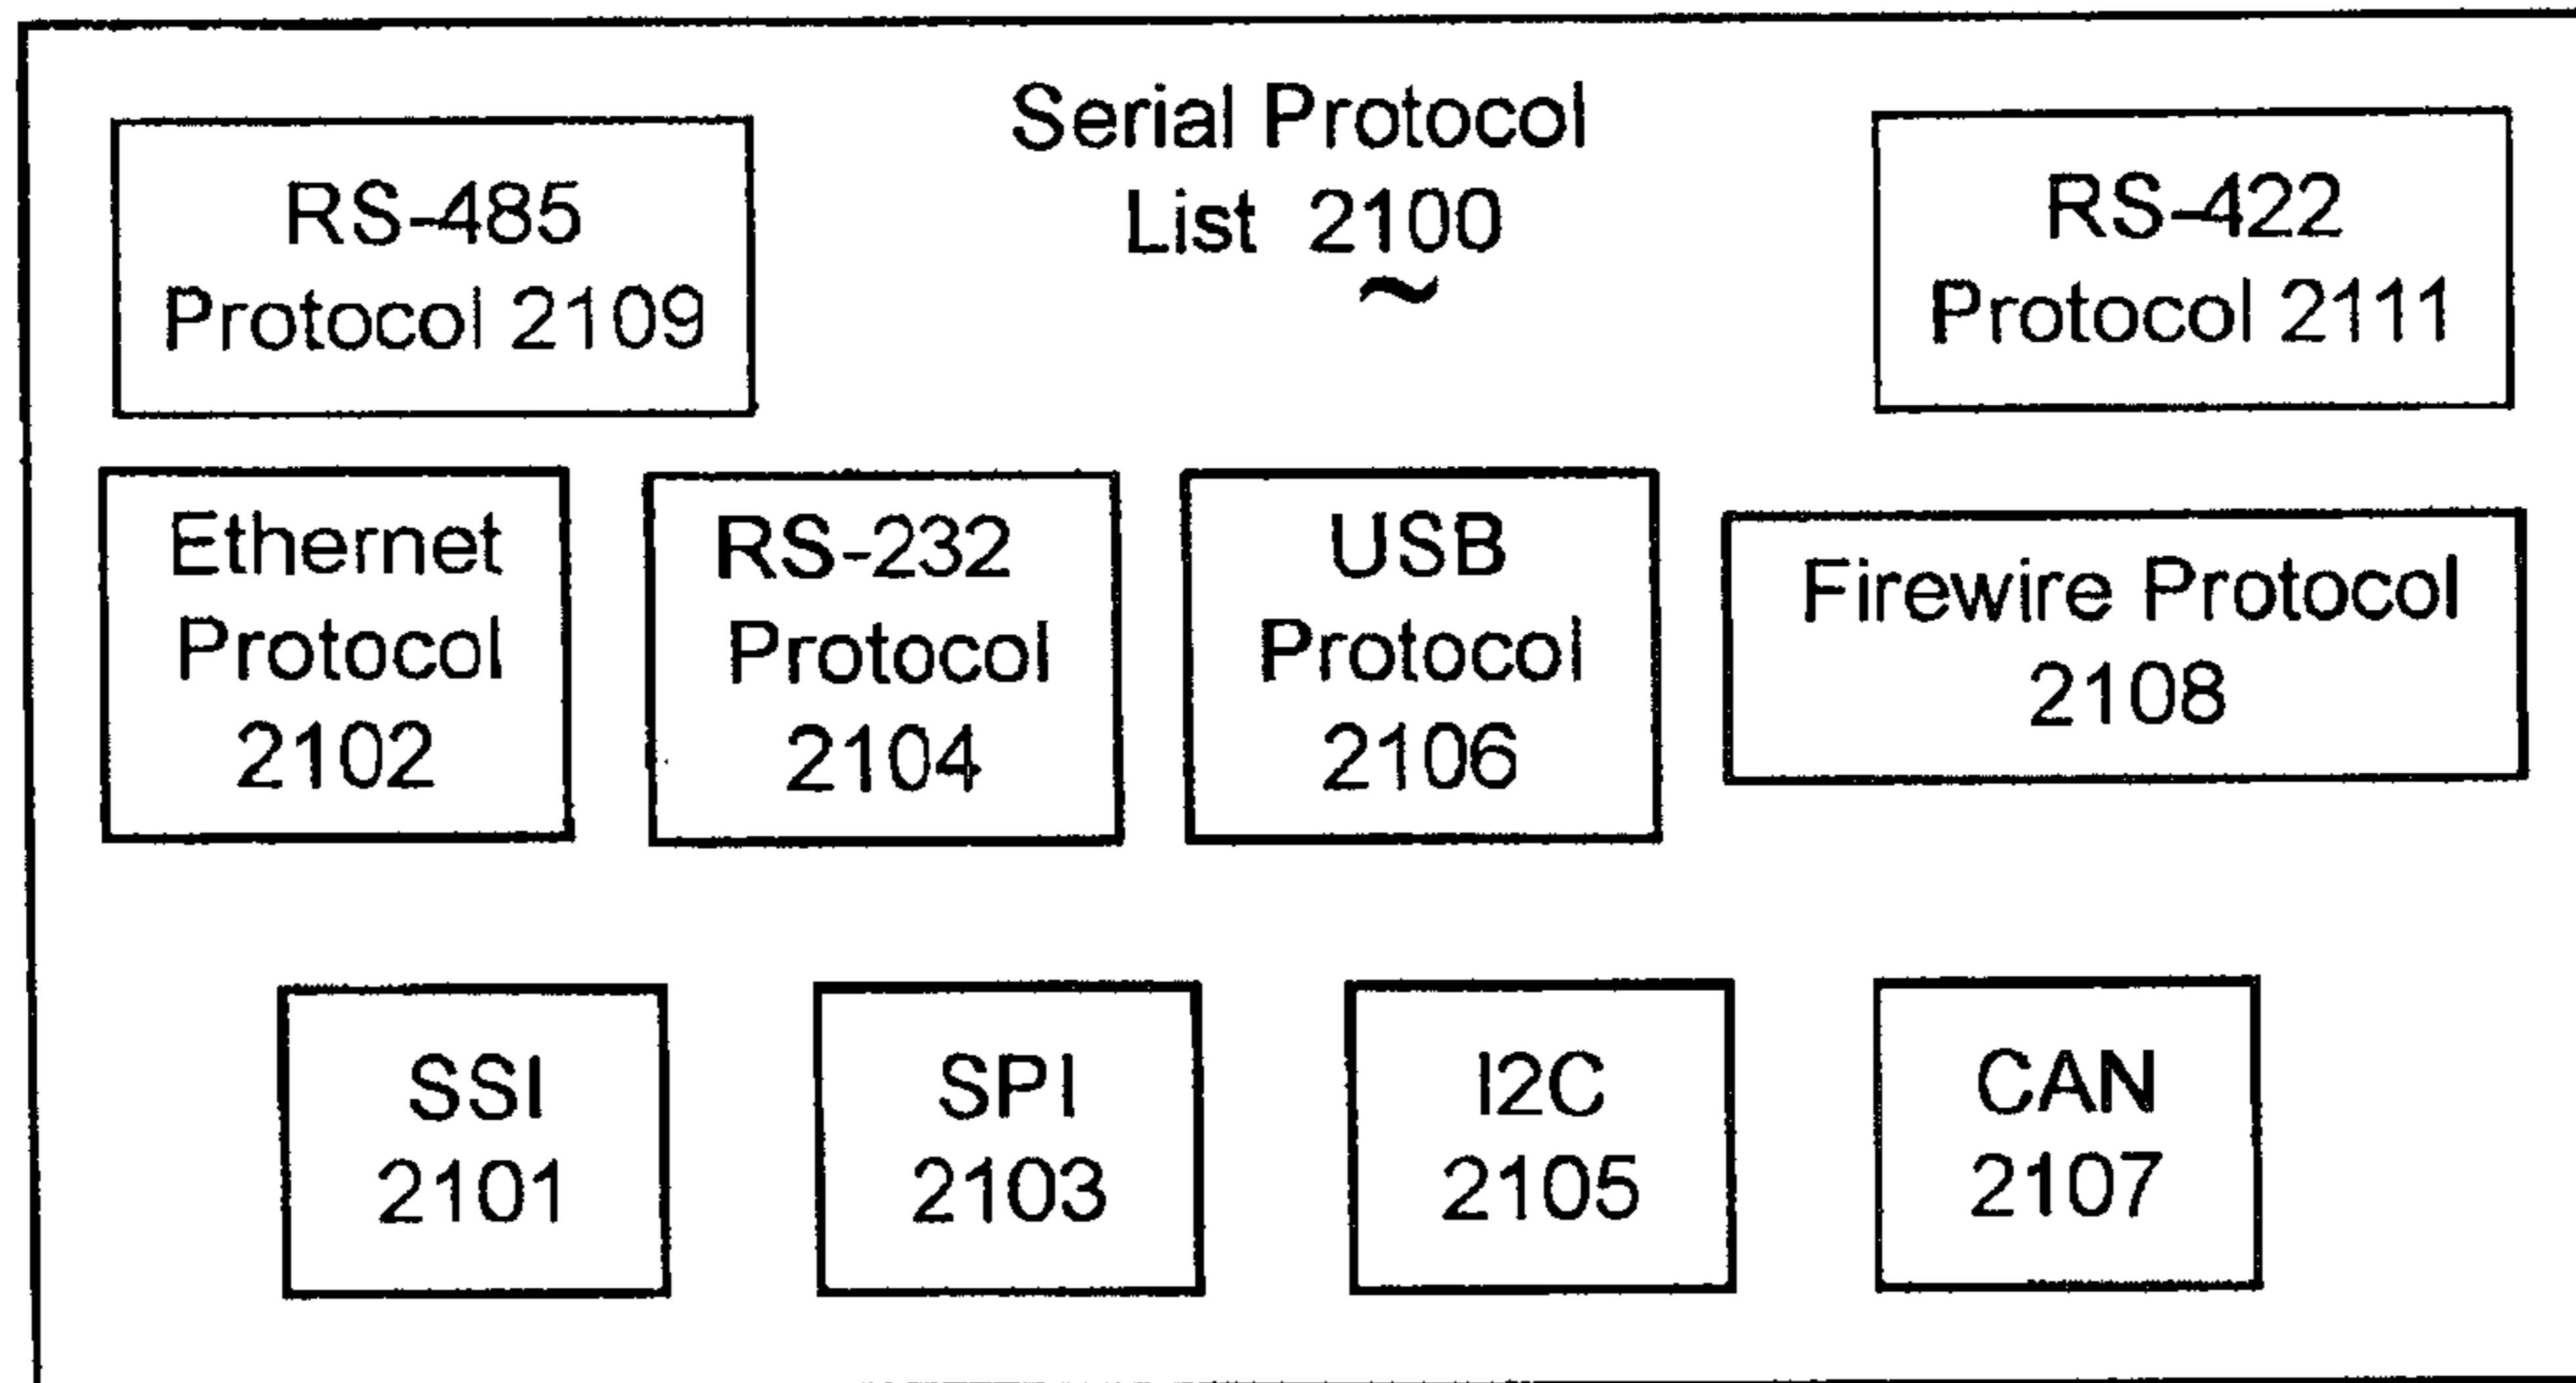 Serial Protocol
List 2100
RS-485
Protocol 2109
RS-422
Protocol 2111
Ethernet
Protocol
2102
RS-232
Protocol
2104
USB
Protocol
2106
Firewire Protocol
2108
SSI
2101
SPI
2103
I2C
2105
CAN
2107